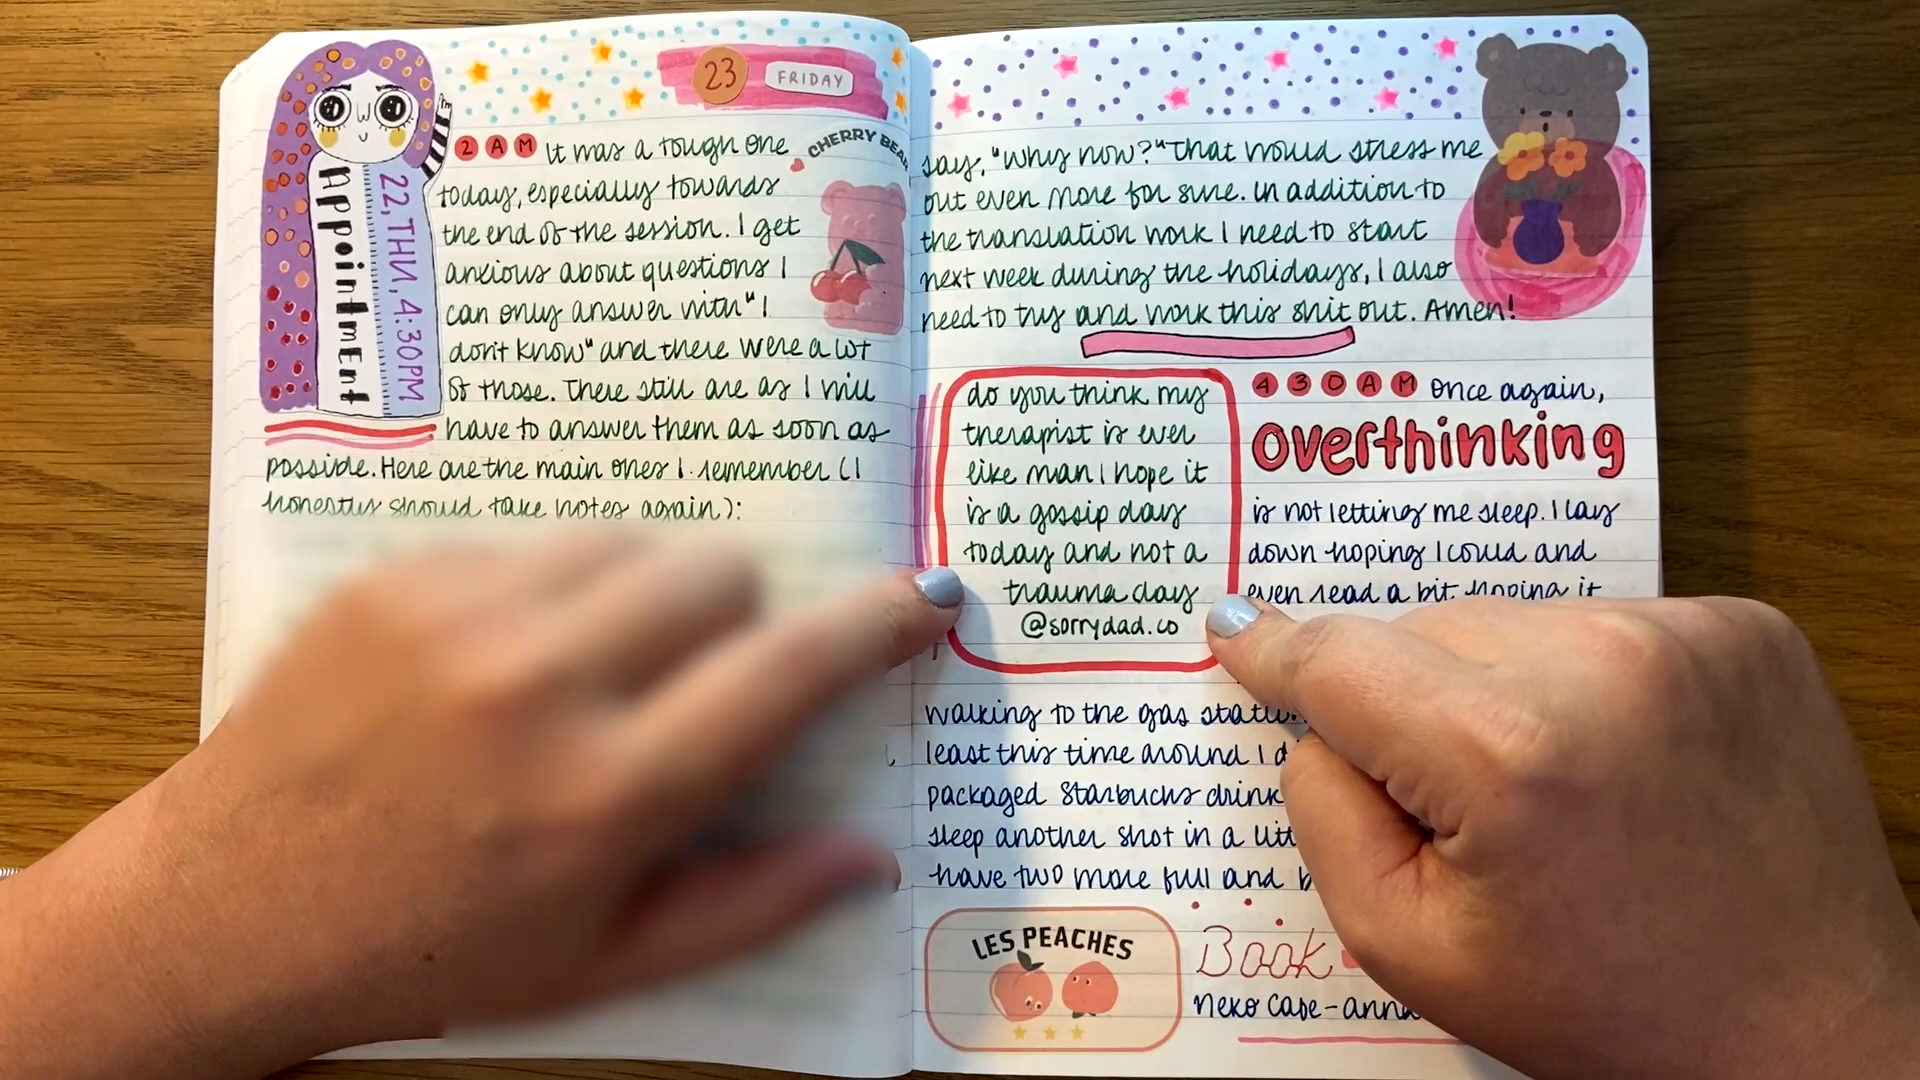 23 FRIDAY
Appointment
22, THU, 4:30PM
CHERRY BEAR
2AM It was a tough one
today, especially towards
the end of the session. I get
anxious about questions I
can only answer with "I
don't know" and there were a lot
of those. There still are as I will
have to answer them as soon as
possible. Here are the main ones I remember (I
honestly should take notes again):
say, "Why now?" That would stress me
out even more for sure. In addition to
the translation work I need to start
next week during the holidays, I also
need to try and work this shit out. Amen!
do you think my
therapist is ever
like man I hope it
is a gossip day
today and not a
trauma day
@sorrydad.co
430AM Once again,
overthinking
is not letting me sleep. I lay
down hoping I could and
even read a bit hoping it
walking to the gas
least this time around I
packaged Starbucks drink
sleep another shot in a
have two more full and
LES PEACHES
Book
Neko Case - anna